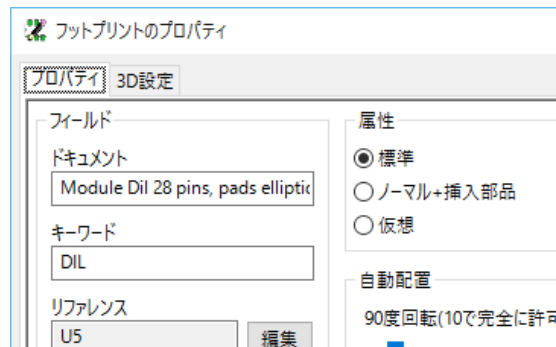 フットプリントのプロパティ
プロパティ
3D設定
フィールド
ドキュメント
Module Dil 28 pins, pads elliptic
キーワード
DIL
リファレンス
U5
編集
属性
標準
ノーマル+挿入部品
仮想
自動配置
90度回転(10で完全に許可